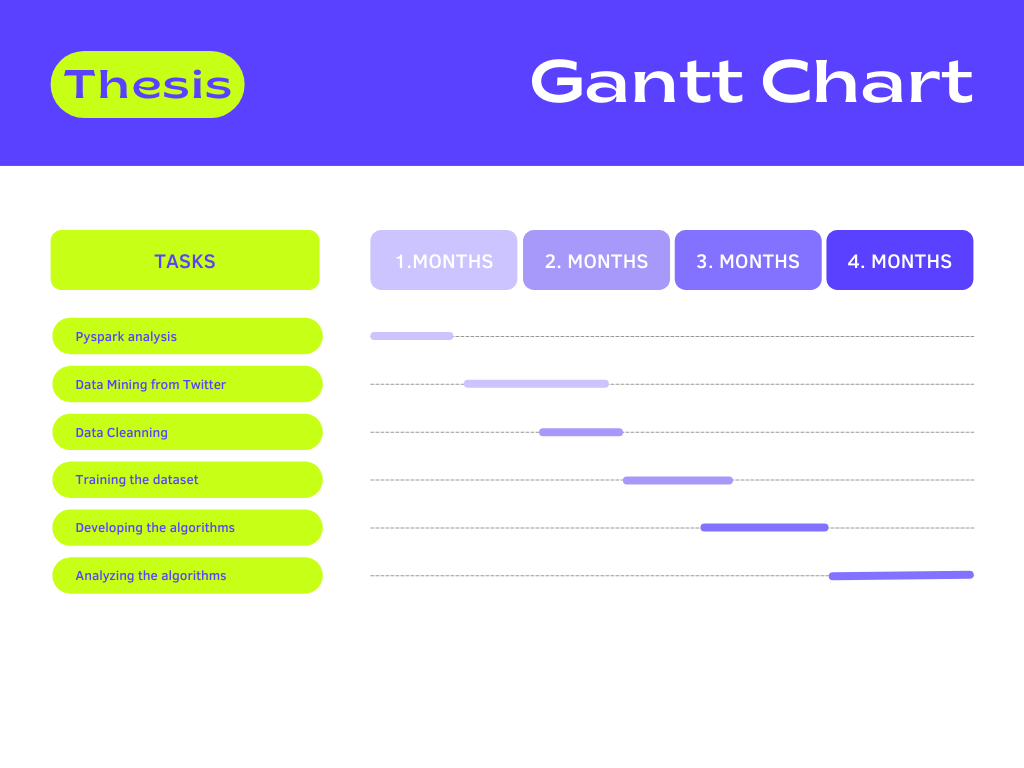 Thesis
Gantt Chart
TASKS
1.MONTHS
2. MONTHS
3. MONTHS
4. MONTHS
Pyspark analysis
Data Mining from Twitter
Data Cleanning
Training the dataset
Developing the algorithms
Analyzing the algorithms